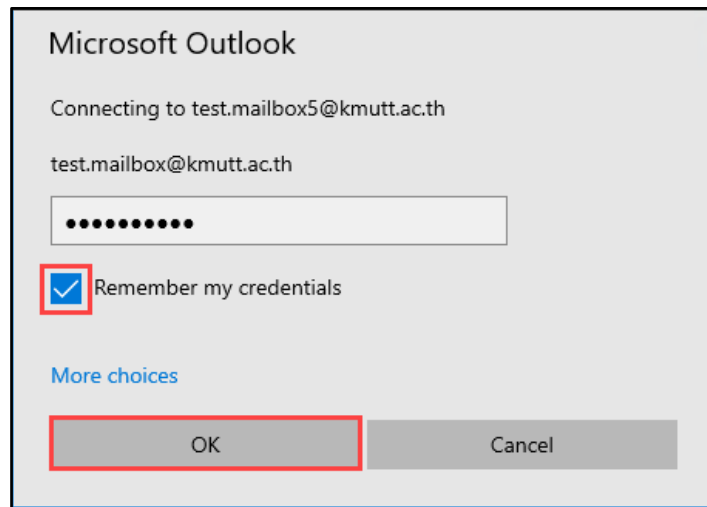 Microsoft Outlook
Connecting to test.mailbox5@kmutt.ac.th
test.mailbox@kmutt.ac.th
••••••••••
Remember my credentials
More choices
OK Cancel